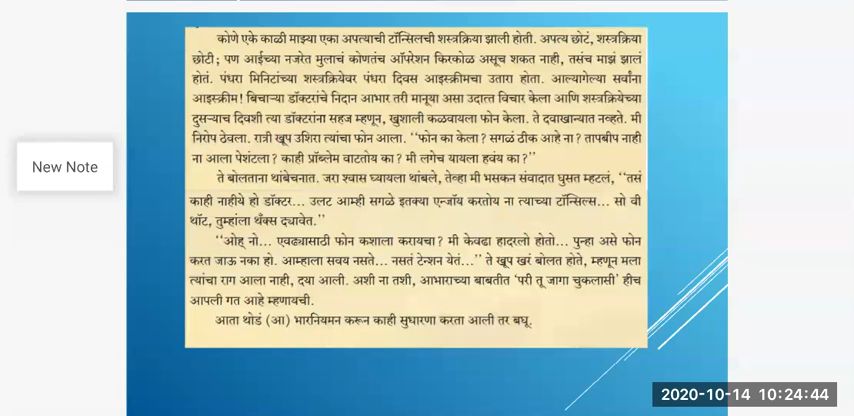 कोणे एके काळी माझ्या एका अपत्याची टॉन्सिलची शस्त्रक्रिया झाली होती. अपत्य छोटं, शस्त्रक्रिया
छोटी; पण आईच्या नजरेत मुलाचं कोणतंच ऑपरेशन किरकोळ असूच शकत नाही, तसंच माझं झालं
होतं. पंधरा मिनिटांच्या शस्त्रक्रियेवर पंधरा दिवस आइस्क्रीमचा उतारा होता. आल्यागेल्या सर्वांना
आइस्क्रीम! बिचाऱ्या डॉक्टरांचे निदान आभार तरी मानूया असा उदात्त विचार केला आणि शस्त्रक्रियेच्या
दुसऱ्याच दिवशी त्या डॉक्टरांना सहज म्हणून, खुशाली कळवायला फोन केला. ते दवाखान्यात नव्हते. मी
निरोप ठेवला. रात्री खूप उशिरा त्यांचा फोन आला. ‘‘फोन का केला? सगळं ठीक आहे ना? तापबीप नाही
ना आला पेशंटला? काही प्रॉब्लेम वाटतोय का? मी लगेच यायला हवंय का?’’
ते बोलताना थांबेचनात. जरा श्वास घ्यायला थांबले, तेव्हा मी भसकन संवादात घुसत म्हटलं, ‘‘तसं
काही नाहीये हो डॉक्टर... उलट आम्ही सगळे इतक्या एन्जॉय करतोय ना त्याच्या टॉन्सिल्स... सो वी
थॉट, तुम्हांला थँक्स द्यावेत.’’
‘‘ओह् नो... एवढ्यासाठी फोन कशाला करायचा? मी केवढा हादरलो होतो... पुन्हा असे फोन
करत जाऊ नका हो. आम्हाला सवय नसते... नसतं टेन्शन येतं...’’ ते खूप खरं बोलत होते, म्हणून मला
त्यांचा राग आला नाही, दया आली. अशी ना तशी, आभाराच्या बाबतीत ‘परी तू जागा चुकलासी’ हीच
आपली गत आहे म्हणायची.
आता थोडं (आ) भारनियमन करून काही सुधारणा करता आली तर बघू.
New Note
2020-10-14 10:24:44